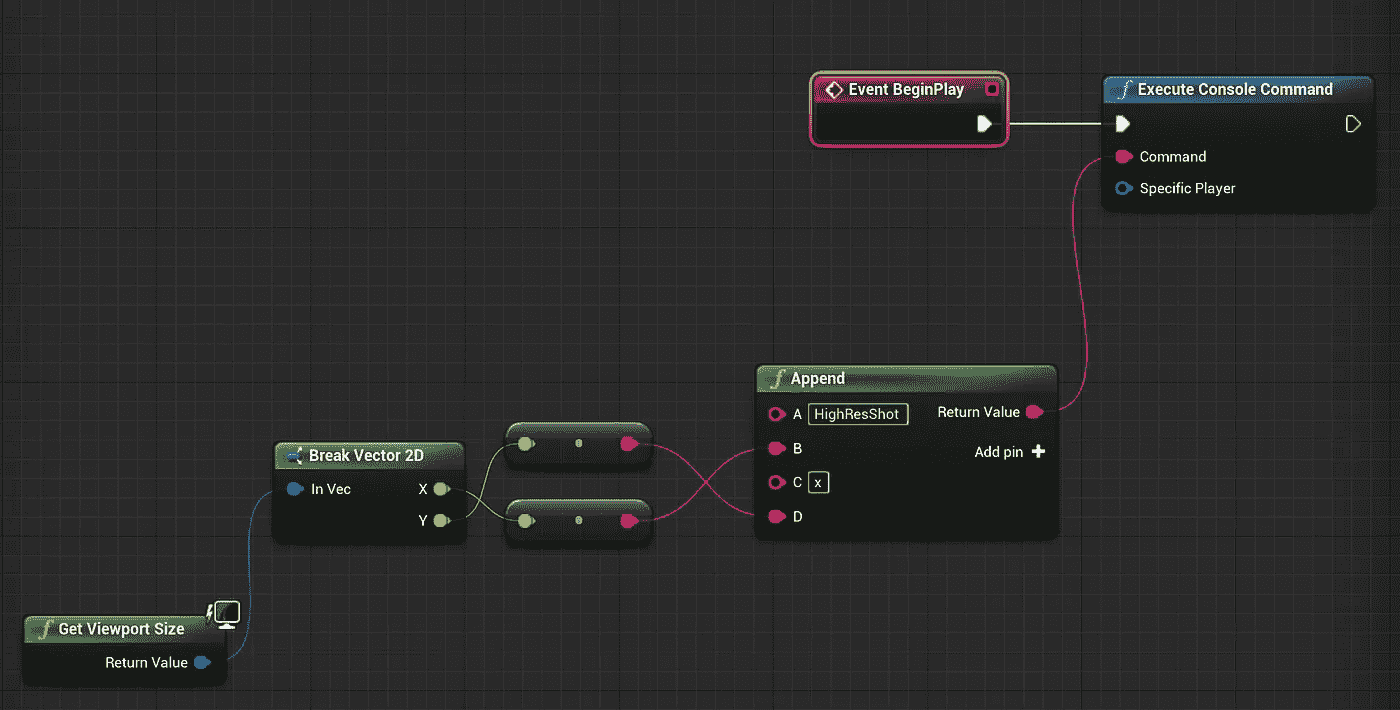 Event BeginPlay
Execute Console Command
Command
Specific Player
Append
A HighResShot Return Value
B Add pin
C x
D
Break Vector 2D
In Vec X
Y
Get Viewport Size
Return Value